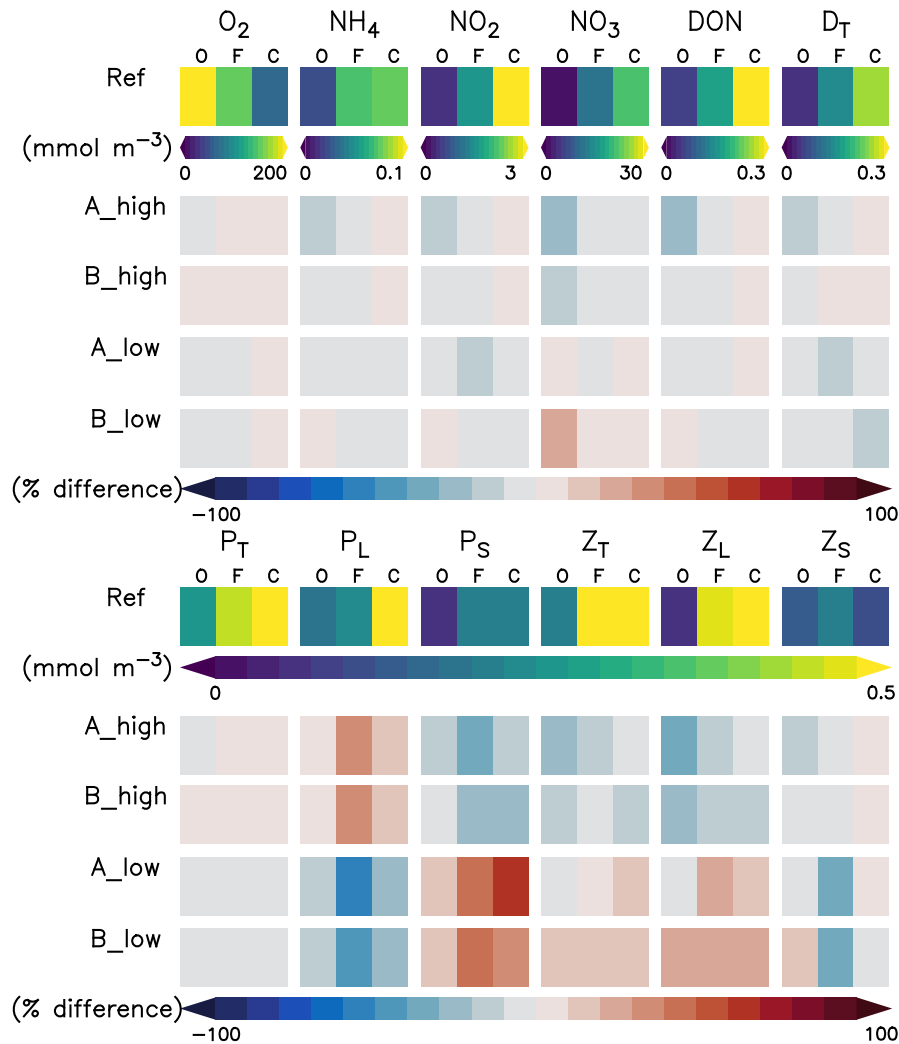 O2 NH4 NO2 NO3 DON DT
O F C O F C O F C O F C O F C O F C
Ref
(mmol m−3)
0 200 0 0.1 0 3 0 30 0 0.3 0 0.3
A_high
B_high
A_low
B_low
(% difference)
−100 100
PT PL PS ZT ZL ZS
O F C O F C O F C O F C O F C O F C
Ref
(mmol m−3)
0 0.5
A_high
B_high
A_low
B_low
(% difference)
−100 100